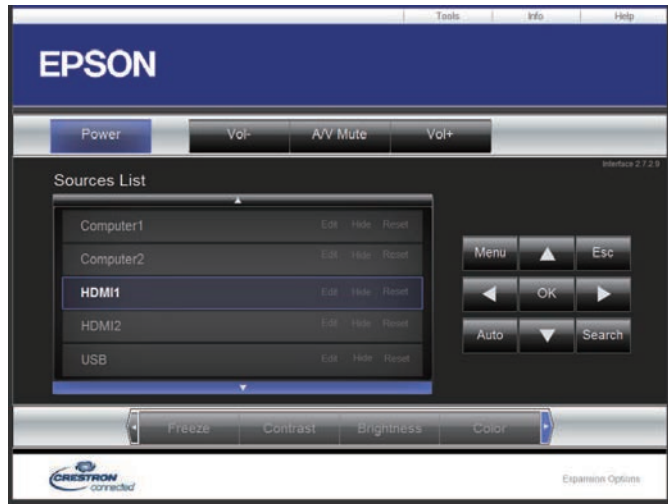 Tools Info Help
EPSON
Power Vol- A/V Mute Vol+
Interface 2.7.2.9
Sources List
Computer1 Edit Hide Reset
Computer2 Edit Hide Reset
HDMI1 Edit Hide Reset
HDMI2 Edit Hide Reset
USB Edit Hide Reset
Menu Esc
OK
Auto Search
Freeze Contrast Brightness Color
CRESTRON
connected
Expansion Options